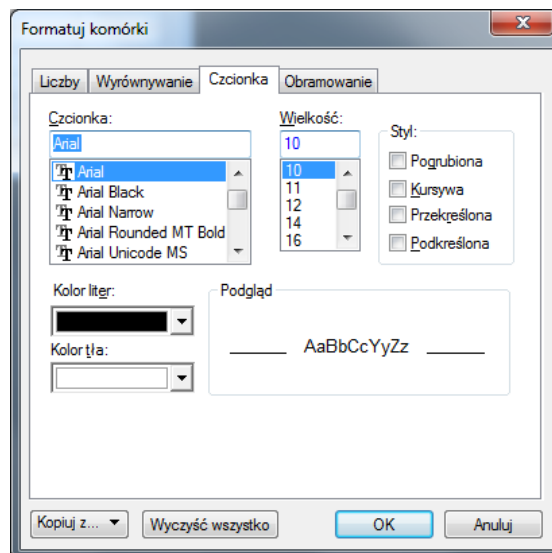 Formatuj komórki
Liczby Wyrównywanie Czcionka Obramowanie
Czcionka:
Arial
Arial
Arial Black
Arial Narrow
Arial Rounded MT Bold
Arial Unicode MS
Wielkość:
10
10
11
12
14
16
Styl:
Pogrubiona
Kursywa
Przekreślona
Podkreślona
Kolor liter:
Kolor tła:
Podgląd
AaBbCcYyZz
Kopiuj z... Wyczyść wszystko OK Anuluj